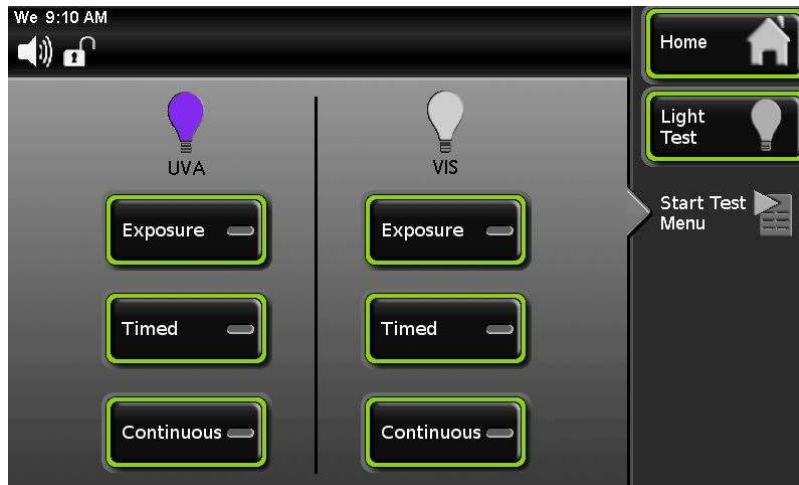 We 9:10 AM
Home
Light
Test
Start Test
Menu
UVA
VIS
Exposure
Exposure
Timed
Timed
Continuous
Continuous